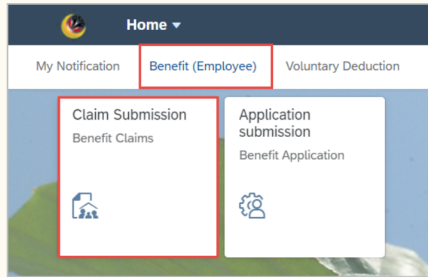 Home
My Notification Benefit (Employee) Voluntary Deduction
Claim Submission
Benefit Claims
Application
submission
Benefit Application